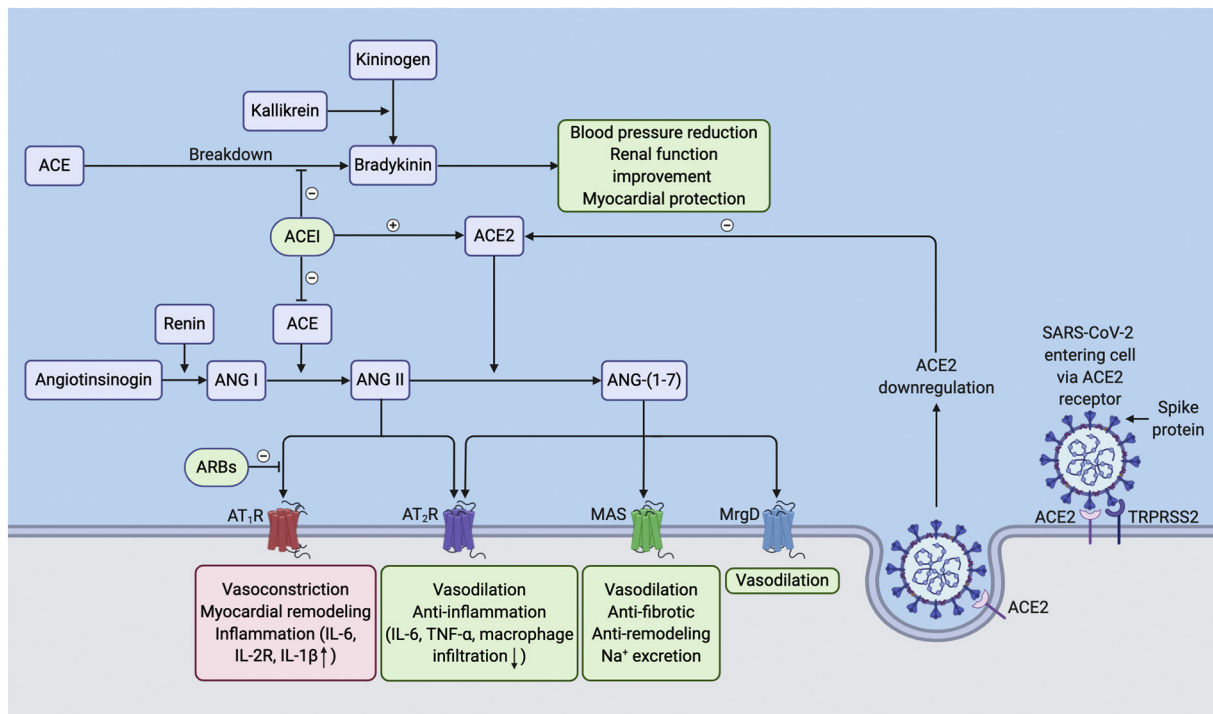 Kininogen
Kallikrein
ACE
Breakdown
Bradykinin
Blood pressure reduction
Renal function
improvement
Myocardial protection
−
ACEI
+
ACE2
−
−
Renin
ACE
Angiotinsinogin
ANG I
ANG II
ANG-(1-7)
ACE2
downregulation
SARS-CoV-2
entering cell
via ACE2
receptor
Spike
protein
ARBs
−
AT₁R
AT₂R
MAS
MrgD
ACE2
TRPRSS2
Vasoconstriction
Myocardial remodeling
Inflammation (IL-6,
IL-2R, IL-1β↑)
Vasodilation
Anti-inflammation
(IL-6, TNF-α, macrophage
infiltration↓)
Vasodilation
Anti-fibrotic
Anti-remodeling
Na⁺ excretion
Vasodilation
ACE2